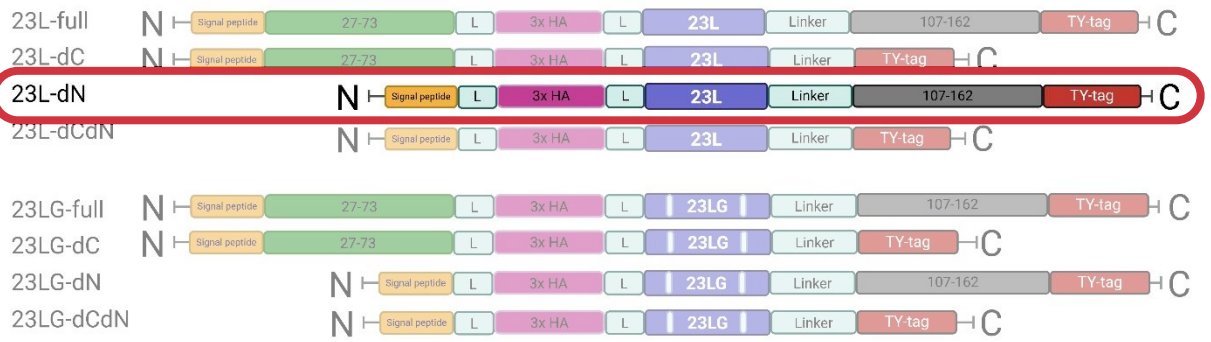 23L-full N Signal peptide 27-73 L 3x HA L 23L Linker 107-162 TY-tag C
23L-dC N Signal peptide 27-73 L 3x HA L 23L Linker TY-tag C
23L-dN N Signal peptide L 3x HA L 23L Linker 107-162 TY-tag C
23L-dCdN N Signal peptide L 3x HA L 23L Linker TY-tag C
23LG-full N Signal peptide 27-73 L 3x HA L 23LG Linker 107-162 TY-tag C
23LG-dC N Signal peptide 27-73 L 3x HA L 23LG Linker TY-tag C
23LG-dN N Signal peptide L 3x HA L 23LG Linker 107-162 TY-tag C
23LG-dCdN N Signal peptide L 3x HA L 23LG Linker TY-tag C